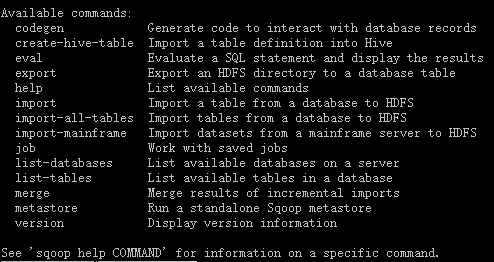 Available commands:
codegen Generate code to interact with database records
create-hive-table Import a table definition into Hive
eval Evaluate a SQL statement and display the results
export Export an HDFS directory to a database table
help List available commands
import Import a table from a database to HDFS
import-all-tables Import tables from a database to HDFS
import-mainframe Import datasets from a mainframe server to HDFS
job Work with saved jobs
list-databases List available databases on a server
list-tables List available tables in a database
merge Merge results of incremental imports
metastore Run a standalone Sqoop metastore
version Display version information
See 'sqoop help COMMAND' for information on a specific command.